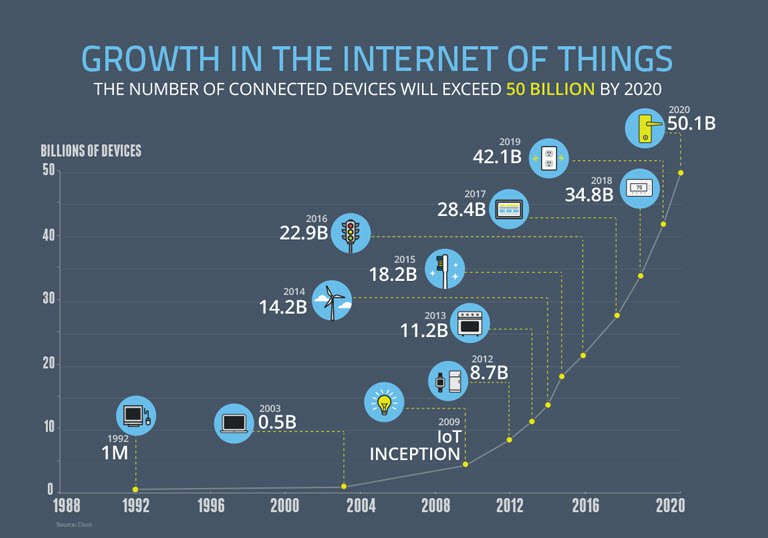 GROWTH IN THE INTERNET OF THINGS
THE NUMBER OF CONNECTED DEVICES WILL EXCEED 50 BILLION BY 2020
BILLIONS OF DEVICES
50
40
30
20
10
0
1992
1M
2003
0.5B
2009
IoT
INCEPTION
2012
8.7B
2013
11.2B
2014
14.2B
2015
18.2B
2016
22.9B
2017
28.4B
2018
34.8B
75
2019
42.1B
2020
50.1B
1988 1992 1996 2000 2004 2008 2012 2016 2020
Source: Cisco